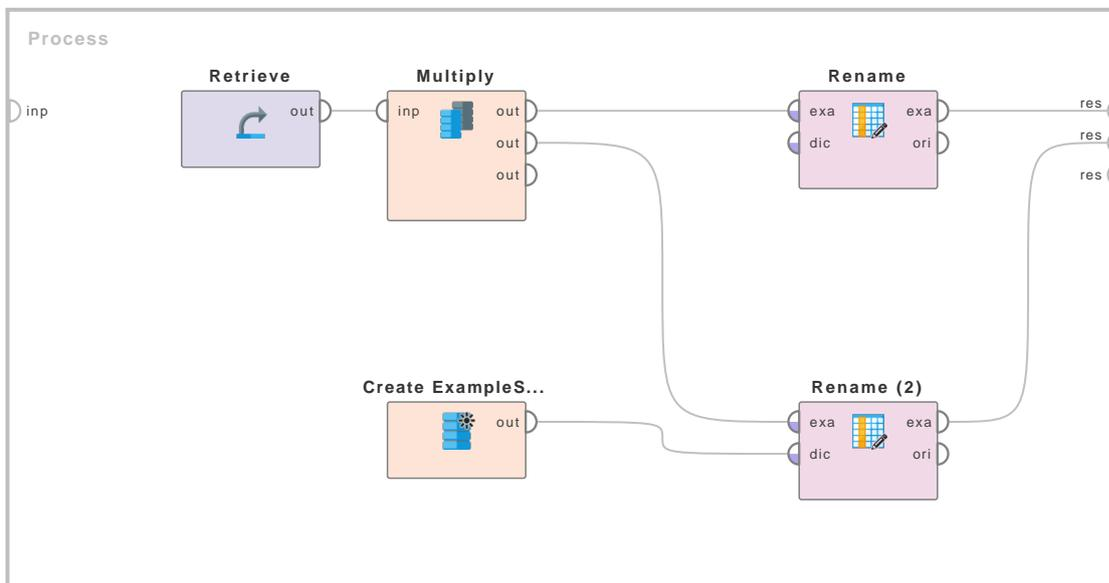 Process
Retrieve Multiply Rename
inp out inp out exa exa res
out dic ori res
out res
Create ExampleS... Rename (2)
out exa exa
dic ori